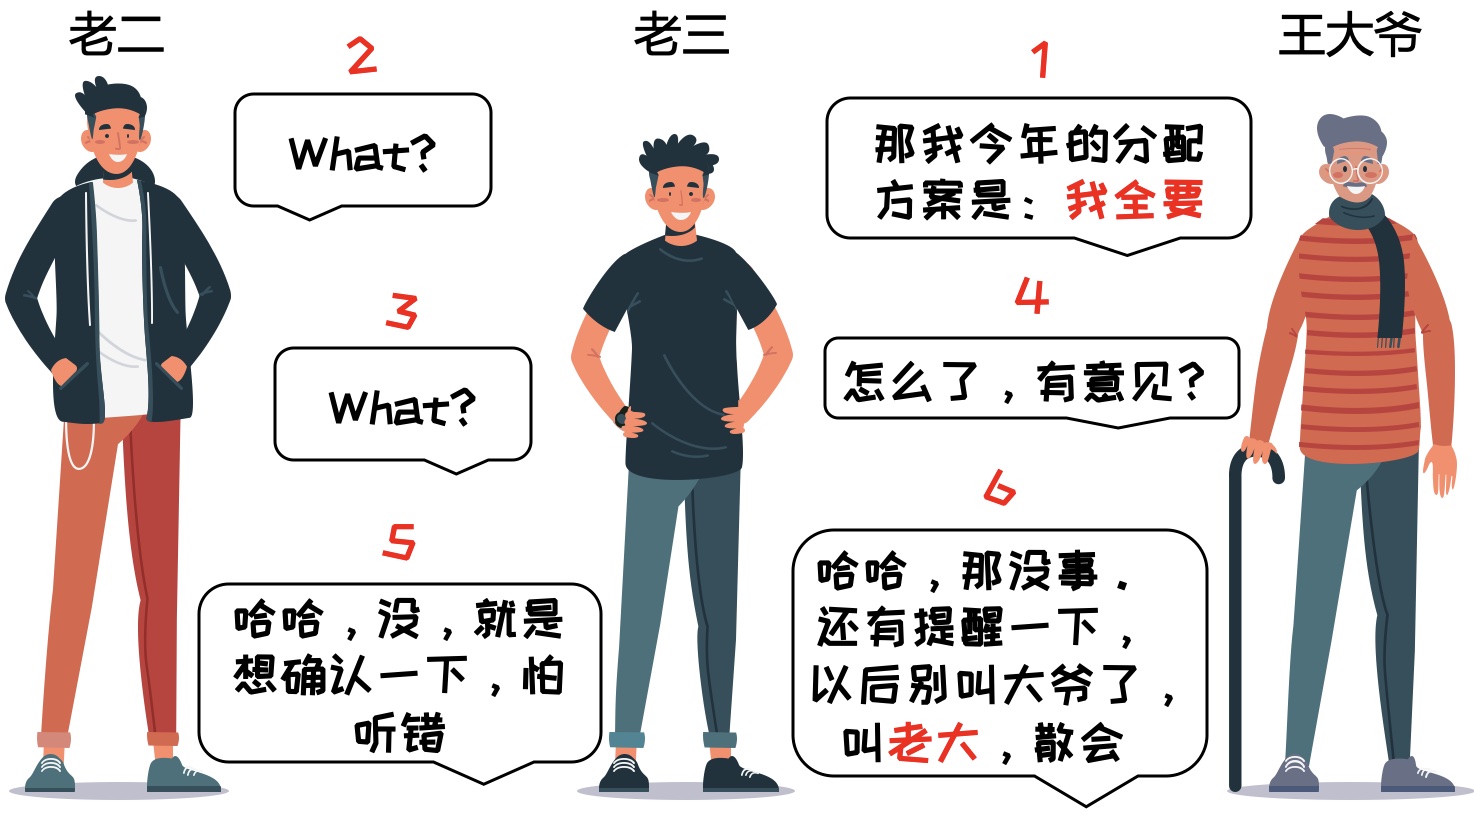 老二
老三
王大爷
1
那我今年的分配
方案是：我全要
2
What?
3
What?
4
怎么了，有意见?
5
哈哈，没，就是
想确认一下，怕
听错
6
哈哈，那没事.
还有提醒一下，
以后别叫大爷了，
叫老大，散会